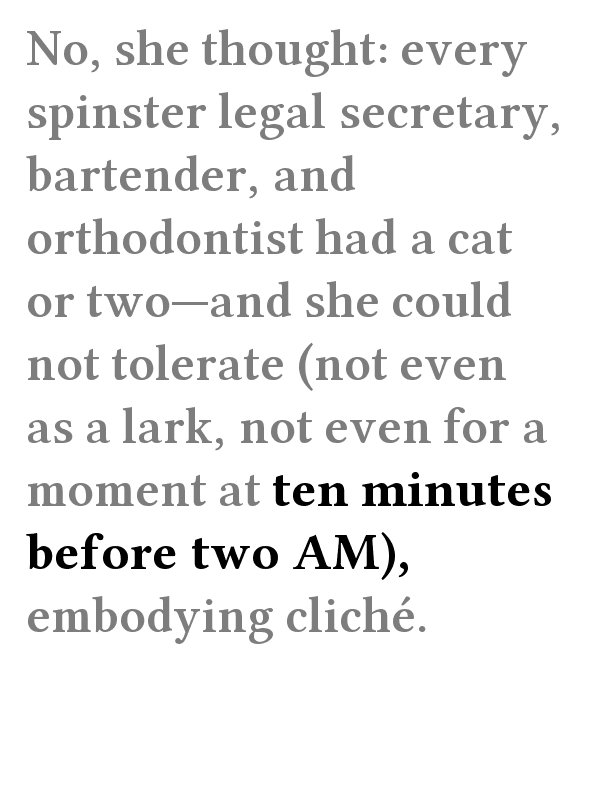 No, she thought: every
spinster legal secretary,
bartender, and
orthodontist had a cat
or two—and she could
not tolerate (not even
as a lark, not even for a
moment at ten minutes
before two AM),
embodying cliché.